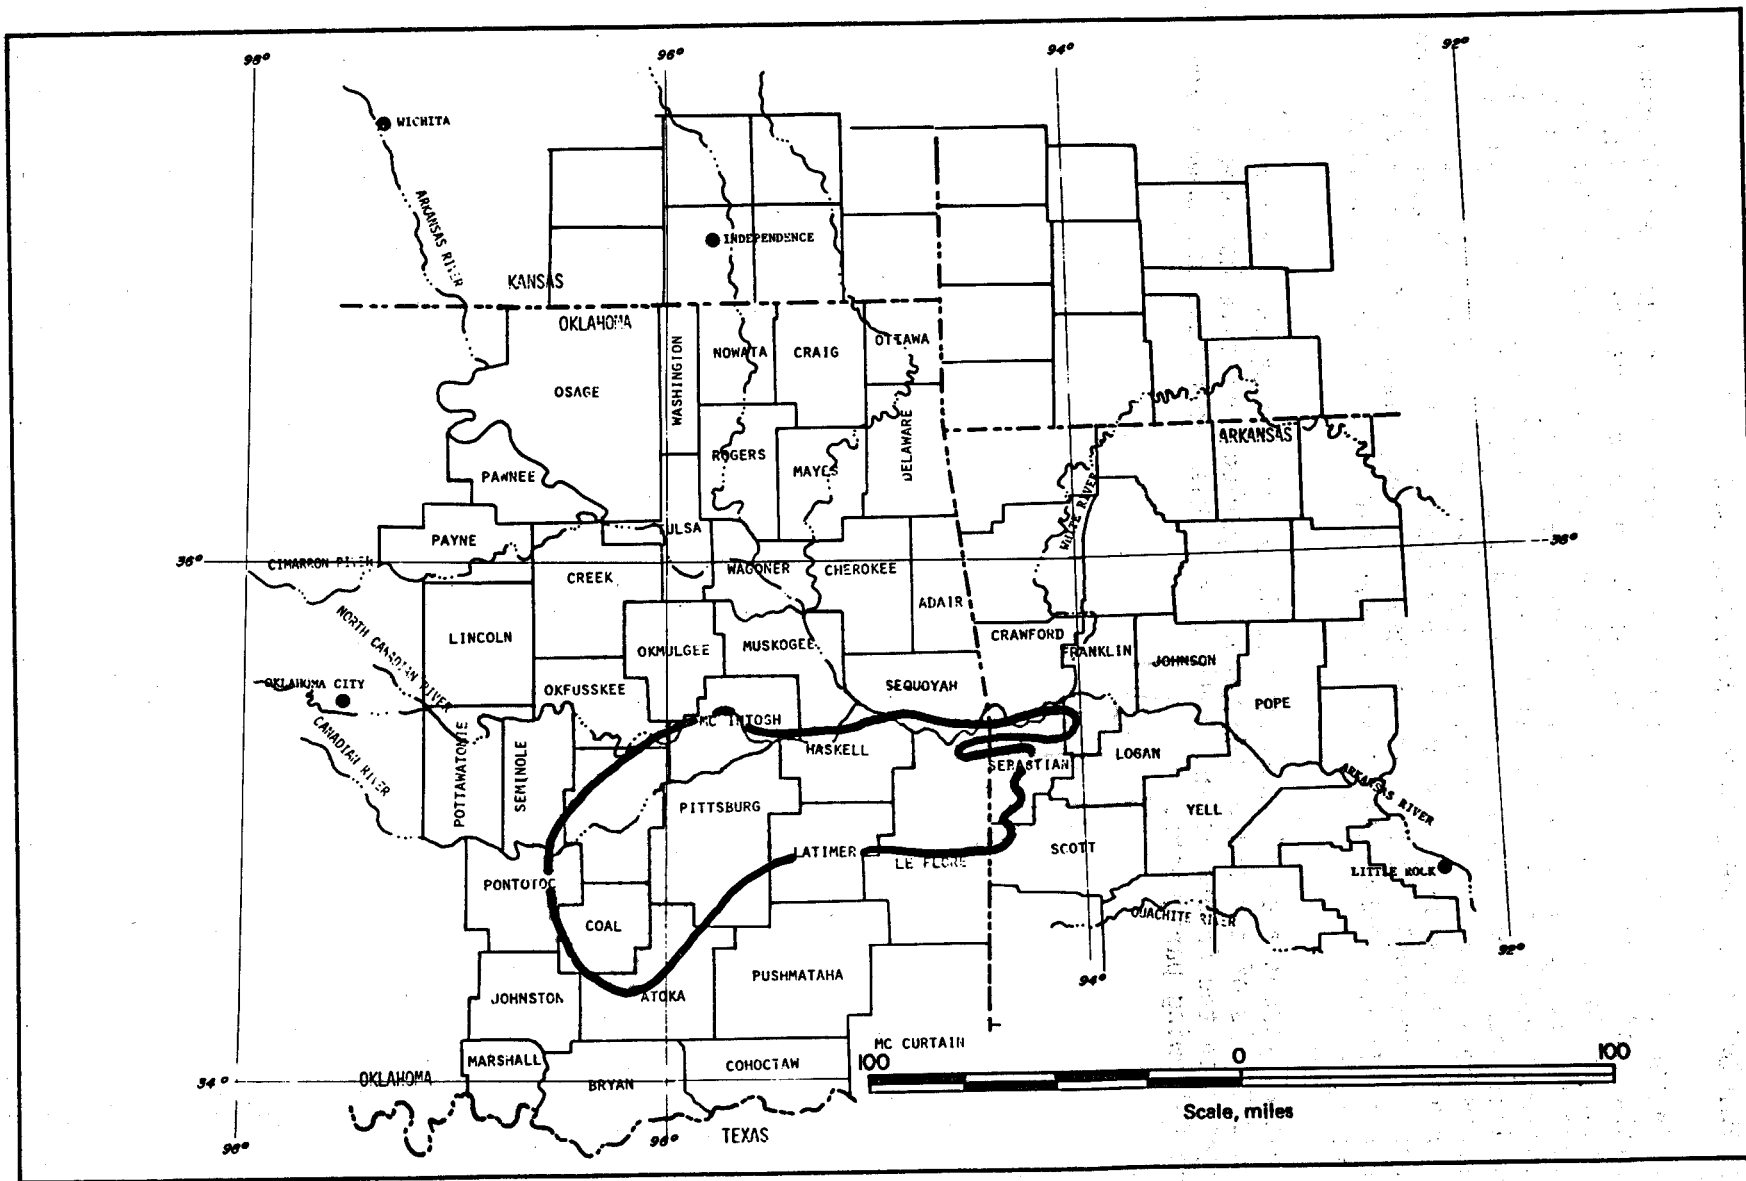 98°
96°
94°
92°
WICHITA
ARKANSAS RIVER
INDEPENDENCE
KANSAS
OKLAHOMA
OSAGE
WASHINGTON
NOWATA
CRAIG
OTTAWA
ROGERS
MAYES
DELAWARE
ARKANSAS
PAWNEE
PAYNE
ULSA
WHITE RIVER
36°
36°
CIMARRON RIVER
CREEK
WAGONER
CHEROKEE
ADAIR
NORTH CANADIAN RIVER
LINCOLN
OKMULGEE
MUSKOGEE
CRAWFORD
FRANKLIN
JOHNSON
OKLAHOMA CITY
OKFUSSKEE
SEQUOYAH
POPE
CANADIAN RIVER
POTTAWATOMIE
SEMINOLE
MC INTOSH
HASKELL
SEBASTIAN
LOGAN
ARKANSAS RIVER
PITTSBURG
YELL
LATIMER
LE FLORE
SCOTT
LITTLE ROCK
PONTOTOC
COAL
OUACHITE RIVER
92°
94°
JOHNSTON
ATOKA
PUSHMATAHA
MC CURTAIN
MARSHALL
COHOCTAW
BRYAN
34°
OKLAHOMA
100
0
100
Scale, miles
98°
96°
TEXAS